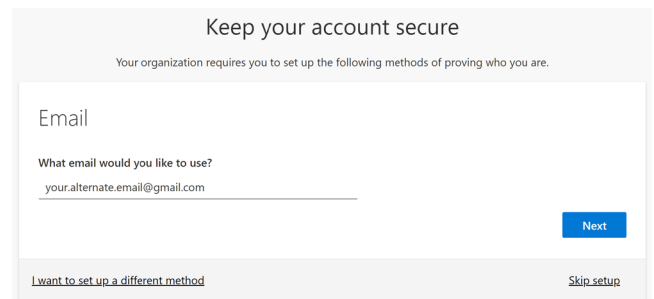 Keep your account secure
Your organization requires you to set up the following methods of proving who you are.
Email
What email would you like to use?
your.alternate.email@gmail.com
Next
I want to set up a different method
Skip setup